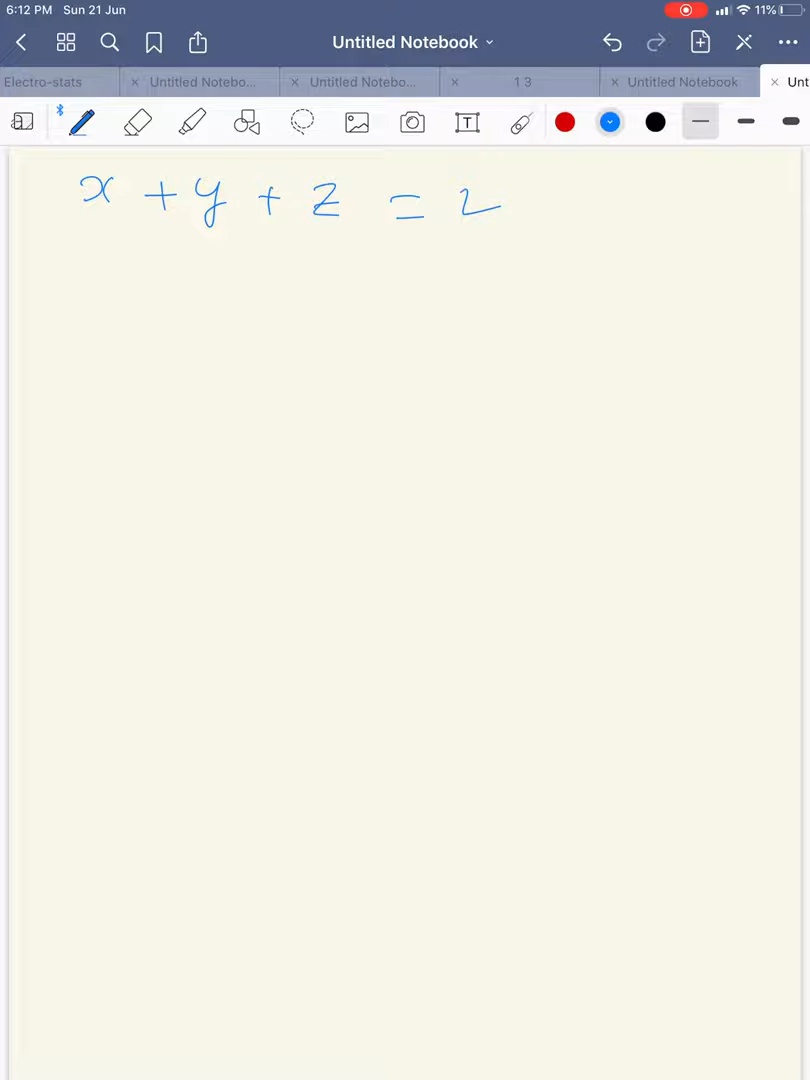 6:12 PM Sun 21 Jun 11%
Untitled Notebook
Electro-stats Untitled Notebo... Untitled Notebo... 1 3 Untitled Notebook Unt
a T
x + y + z = 2